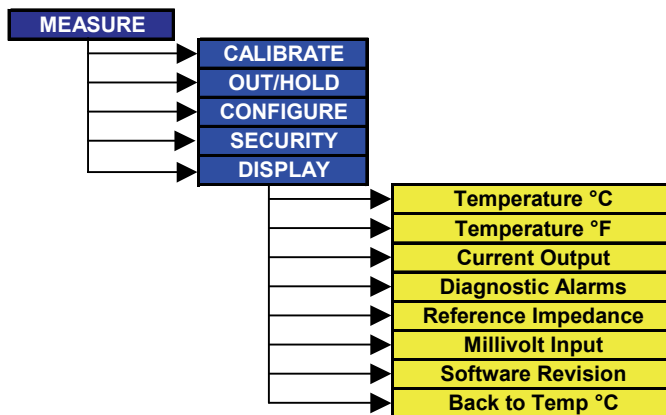 MEASURE
CALIBRATE
OUT/HOLD
CONFIGURE
SECURITY
DISPLAY
Temperature °C
Temperature °F
Current Output
Diagnostic Alarms
Reference Impedance
Millivolt Input
Software Revision
Back to Temp °C